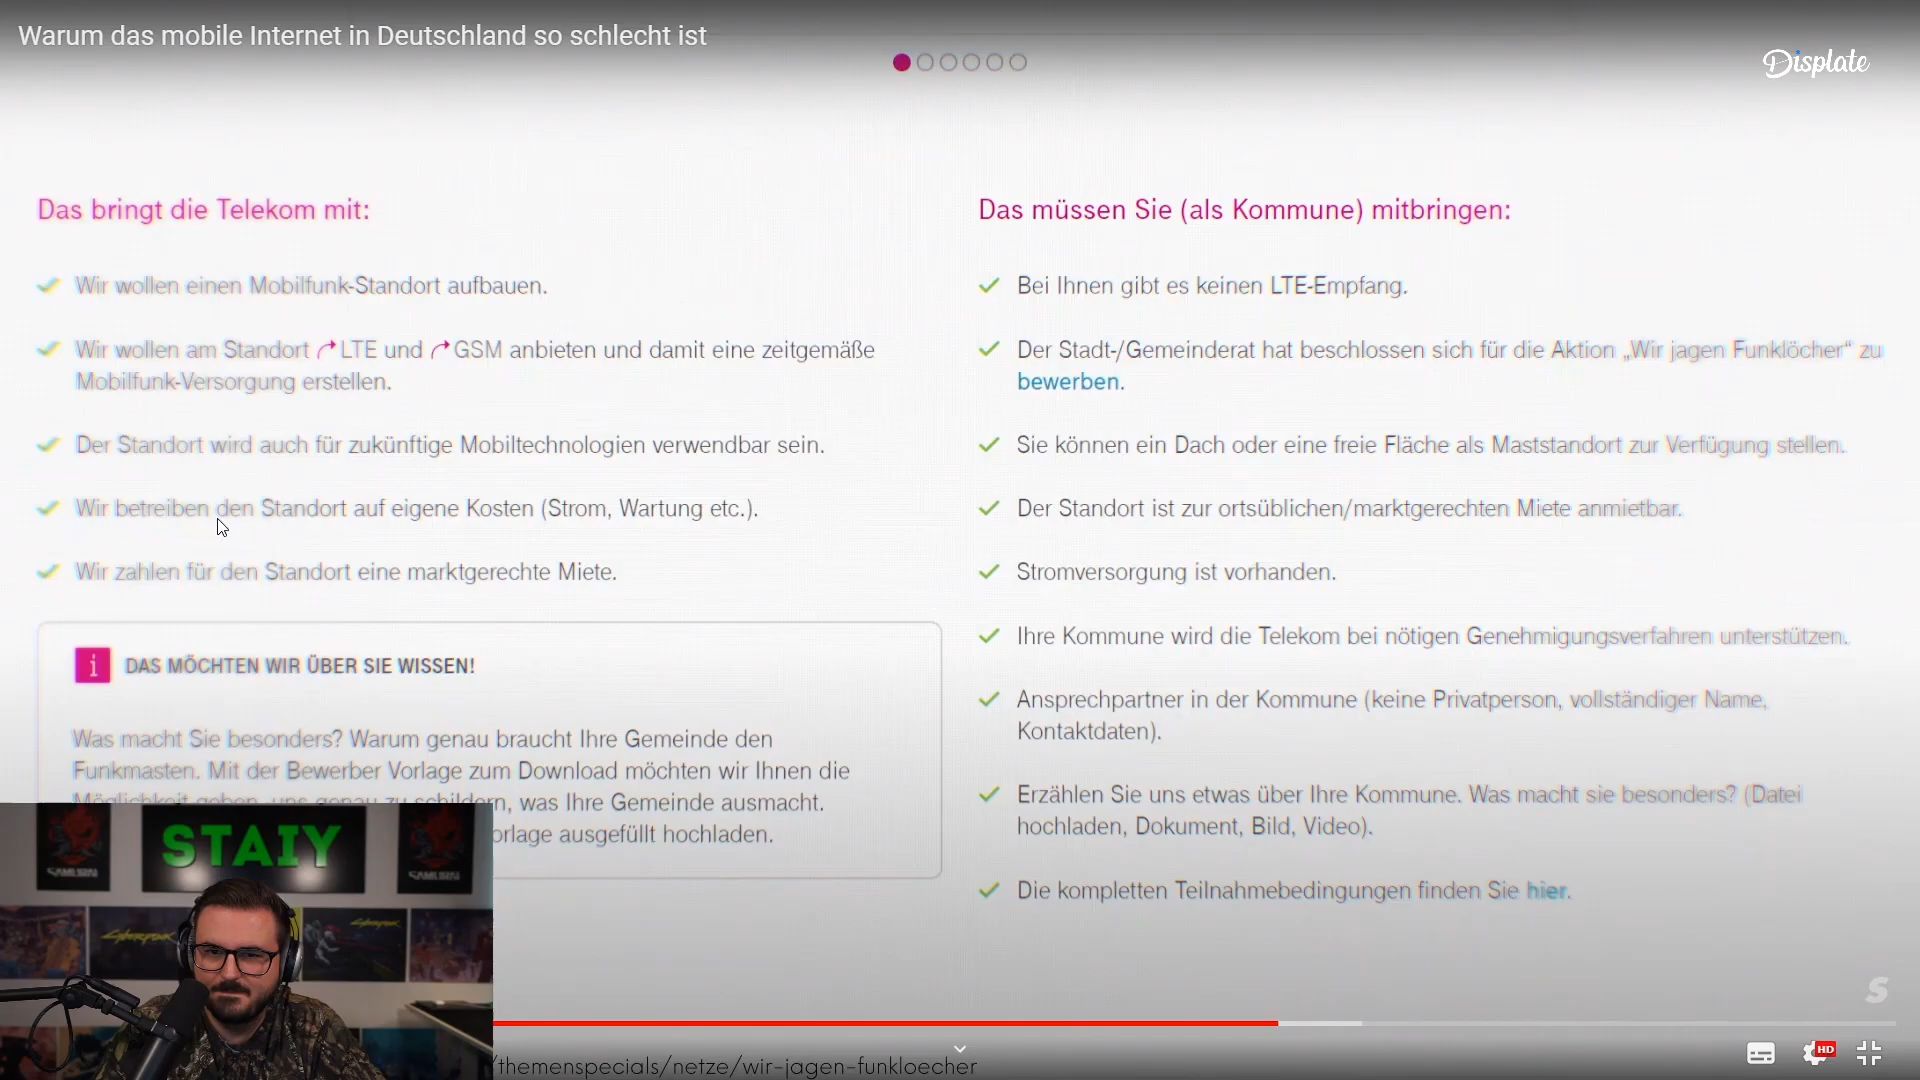 Warum das mobile Internet in Deutschland so schlecht ist
Displate
Das bringt die Telekom mit:
Wir wollen einen Mobilfunk-Standort aufbauen.
Wir wollen am Standort LTE und GSM anbieten und damit eine zeitgemäße
Mobilfunk-Versorgung erstellen.
Der Standort wird auch für zukünftige Mobiltechnologien verwendbar sein.
Wir betreiben den Standort auf eigene Kosten (Strom, Wartung etc.).
Wir zahlen für den Standort eine marktgerechte Miete.
i DAS MÖCHTEN WIR ÜBER SIE WISSEN!
Was macht Sie besonders? Warum genau braucht Ihre Gemeinde den
Funkmasten. Mit der Bewerber Vorlage zum Download möchten wir Ihnen die
Möglichkeit geben, uns genau zu schildern, was Ihre Gemeinde ausmacht.
orlage ausgefüllt hochladen.
Das müssen Sie (als Kommune) mitbringen:
Bei Ihnen gibt es keinen LTE-Empfang.
Der Stadt-/Gemeinderat hat beschlossen sich für die Aktion „Wir jagen Funklöcher“ zu
bewerben.
Sie können ein Dach oder eine freie Fläche als Maststandort zur Verfügung stellen.
Der Standort ist zur ortsüblichen/marktgerechten Miete anmietbar.
Stromversorgung ist vorhanden.
Ihre Kommune wird die Telekom bei nötigen Genehmigungsverfahren unterstützen.
Ansprechpartner in der Kommune (keine Privatperson, vollständiger Name,
Kontaktdaten).
Erzählen Sie uns etwas über Ihre Kommune. Was macht sie besonders? (Datei
hochladen, Dokument, Bild, Video).
Die kompletten Teilnahmebedingungen finden Sie hier.
STAIY
CYBERPUNK
S
/themenspecials/netze/wir-jagen-funkloecher
HD